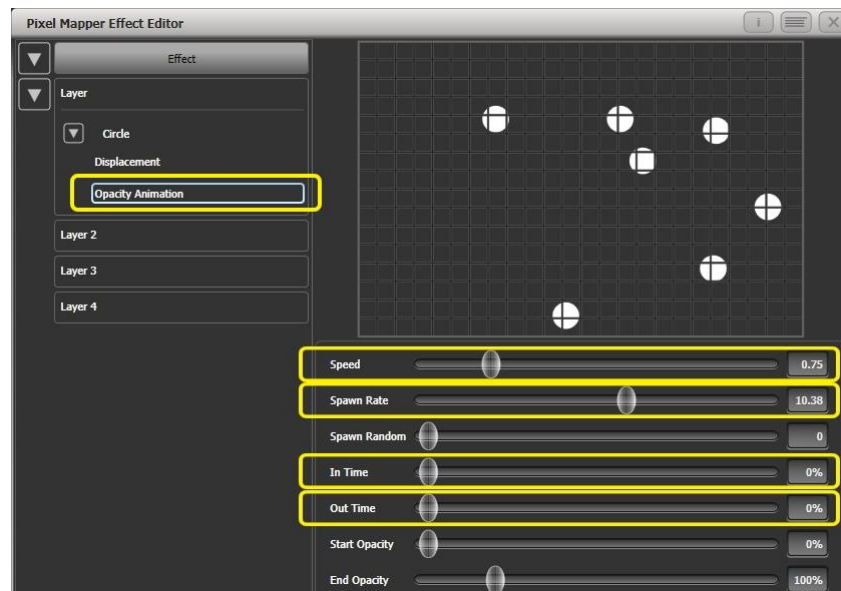 Pixel Mapper Effect Editor
i
Effect
Layer
Circle
Displacement
Opacity Animation
Layer 2
Layer 3
Layer 4
Speed 0.75
Spawn Rate 10.38
Spawn Random 0
In Time 0%
Out Time 0%
Start Opacity 0%
End Opacity 100%